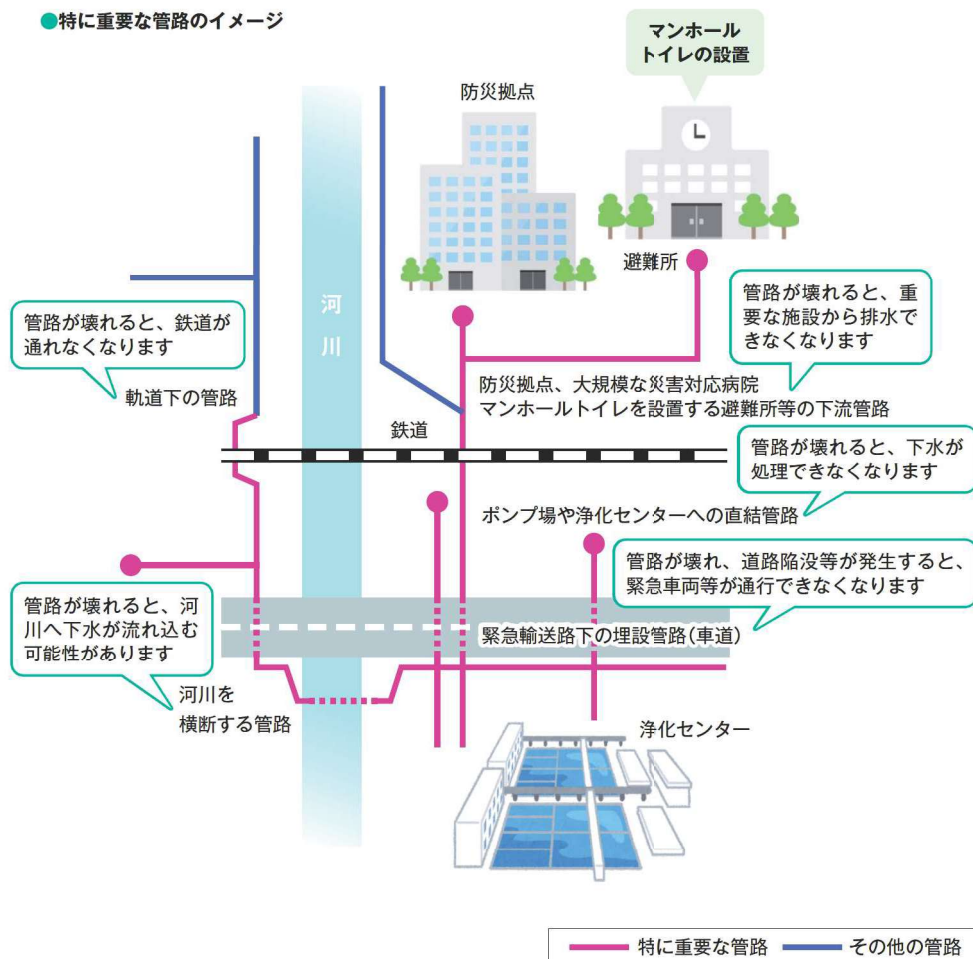 ●特に重要な管路のイメージ
マンホール
トイレの設置
防災拠点
避難所
河川
管路が壊れると、重
要な施設から排水で
きなくなります
管路が壊れると、鉄道が
通れなくなります
軌道下の管路
防災拠点、大規模な災害対応病院
マンホールトイレを設置する避難所等の下流管路
鉄道
管路が壊れると、下水が
処理できなくなります
ポンプ場や浄化センターへの直結管路
管路が壊れ、道路陥没等が発生すると、
緊急車両等が通行できなくなります
管路が壊れると、河
川へ下水が流れ込む
可能性があります
緊急輸送路下の埋設管路(車道)
河川を
横断する管路
浄化センター
特に重要な管路
その他の管路